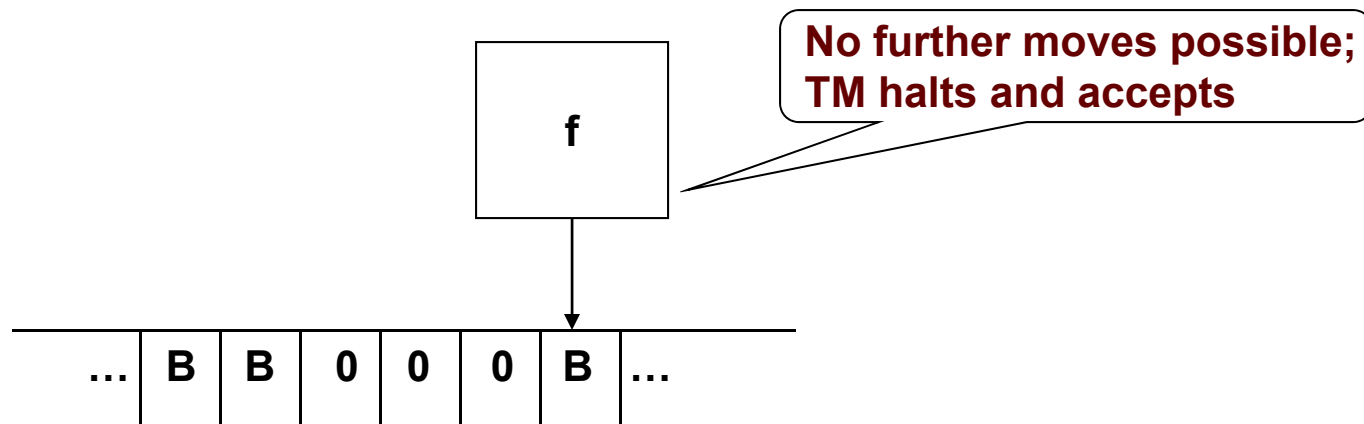 No further moves possible;
TM halts and accepts
f
… B B 0 0 0 B …